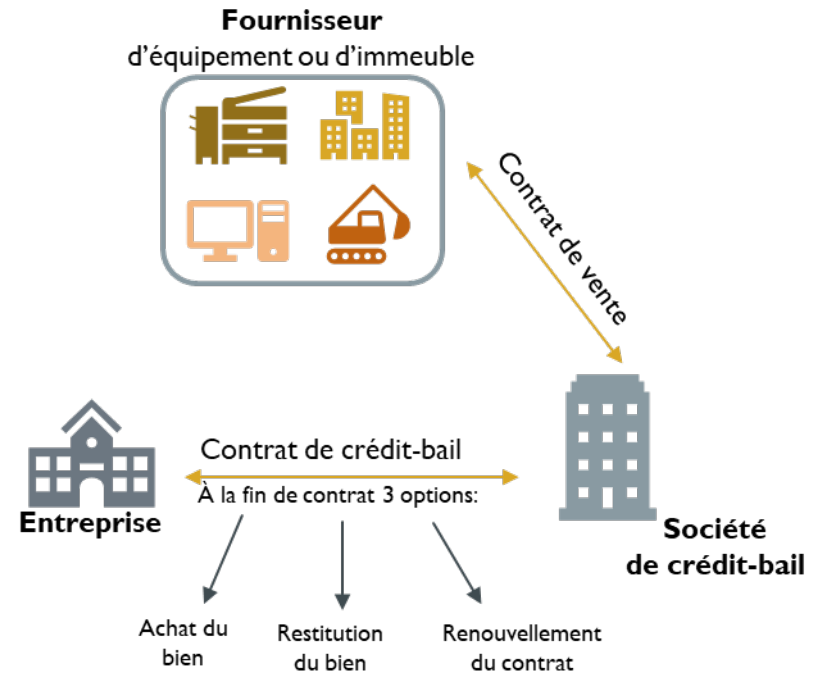 Fournisseur
d'équipement ou d'immeuble
Contrat de vente
Contrat de crédit-bail
À la fin de contrat 3 options:
Entreprise
Société
de crédit-bail
Achat du
bien
Restitution
du bien
Renouvellement
du contrat